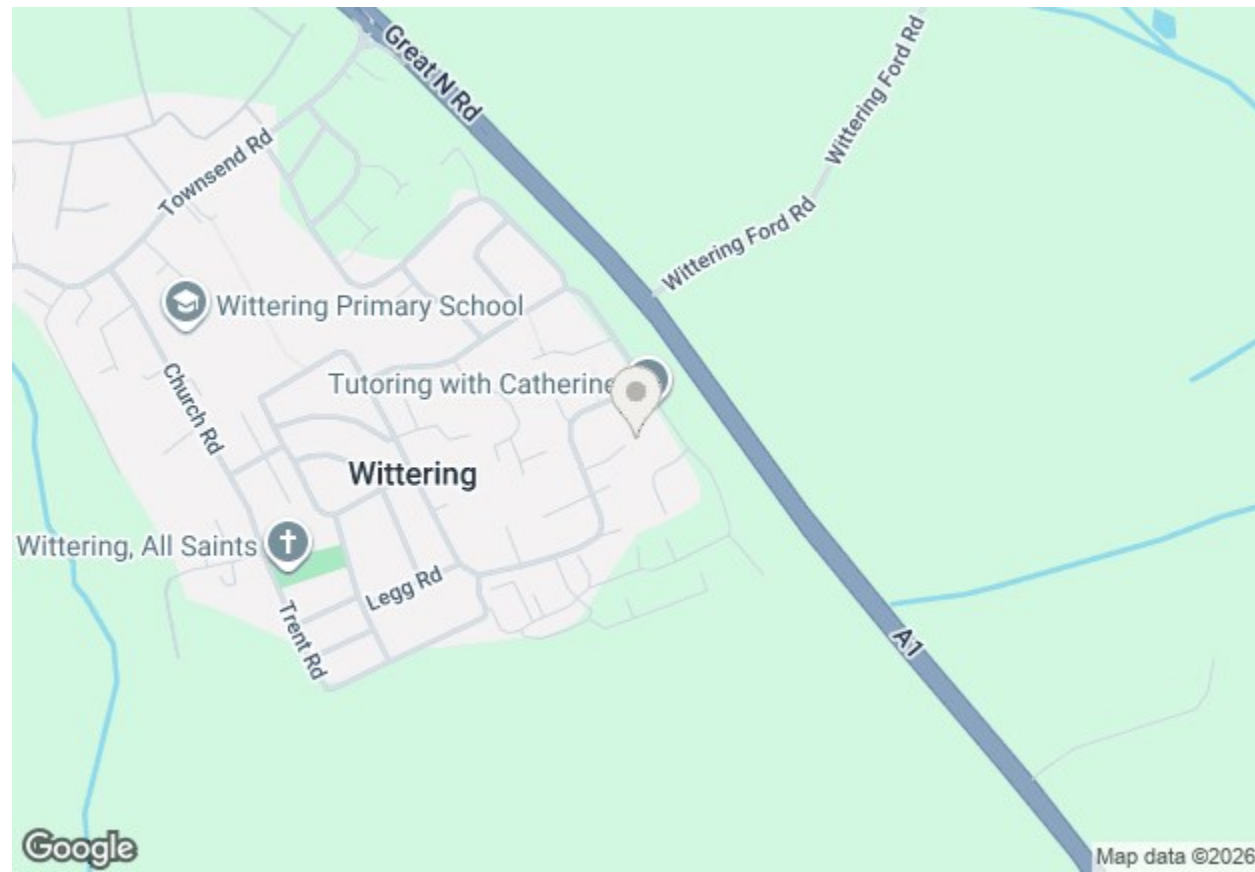 Great N Rd
Wittering Ford Rd
Townsend Rd
Wittering Ford Rd
Wittering Primary School
Tutoring with Catherine
Church Rd
Wittering
Wittering, All Saints
Legg Rd
Trent Rd
A1
Google
Map data ©2026